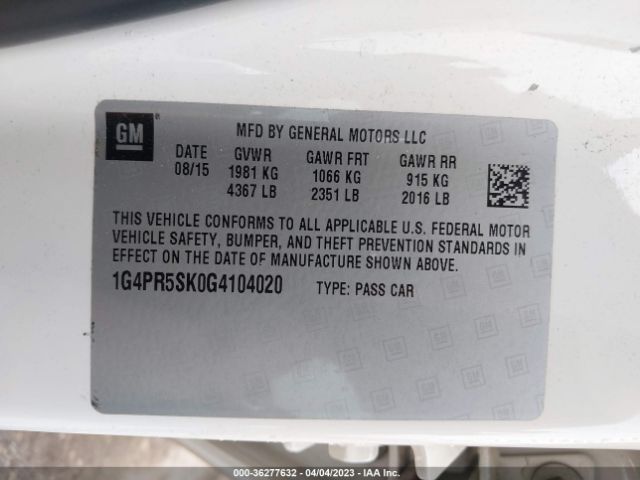 GM ®
MFD BY GENERAL MOTORS LLC
DATE GVWR GAWR FRT GAWR RR
08/15 1981 KG 1066 KG 915 KG
4367 LB 2351 LB 2016 LB
THIS VEHICLE CONFORMS TO ALL APPLICABLE U.S. FEDERAL MOTOR
VEHICLE SAFETY, BUMPER, AND THEFT PREVENTION STANDARDS IN
EFFECT ON THE DATE OF MANUFACTURE SHOWN ABOVE.
1G4PR5SK0G4104020 TYPE: PASS CAR
000-36277632 - 04/04/2023 - IAA Inc.